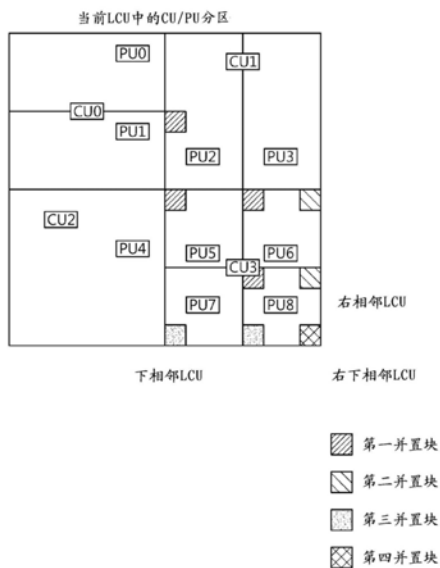 当前LCU中的CU/PU分区
PU0
CU1
CU0
PU1
PU2
PU3
CU2
PU4
PU5
PU6
CU3
PU7
PU8
右相邻LCU
下相邻LCU
右下相邻LCU
第一并置块
第二并置块
第三并置块
第四并置块